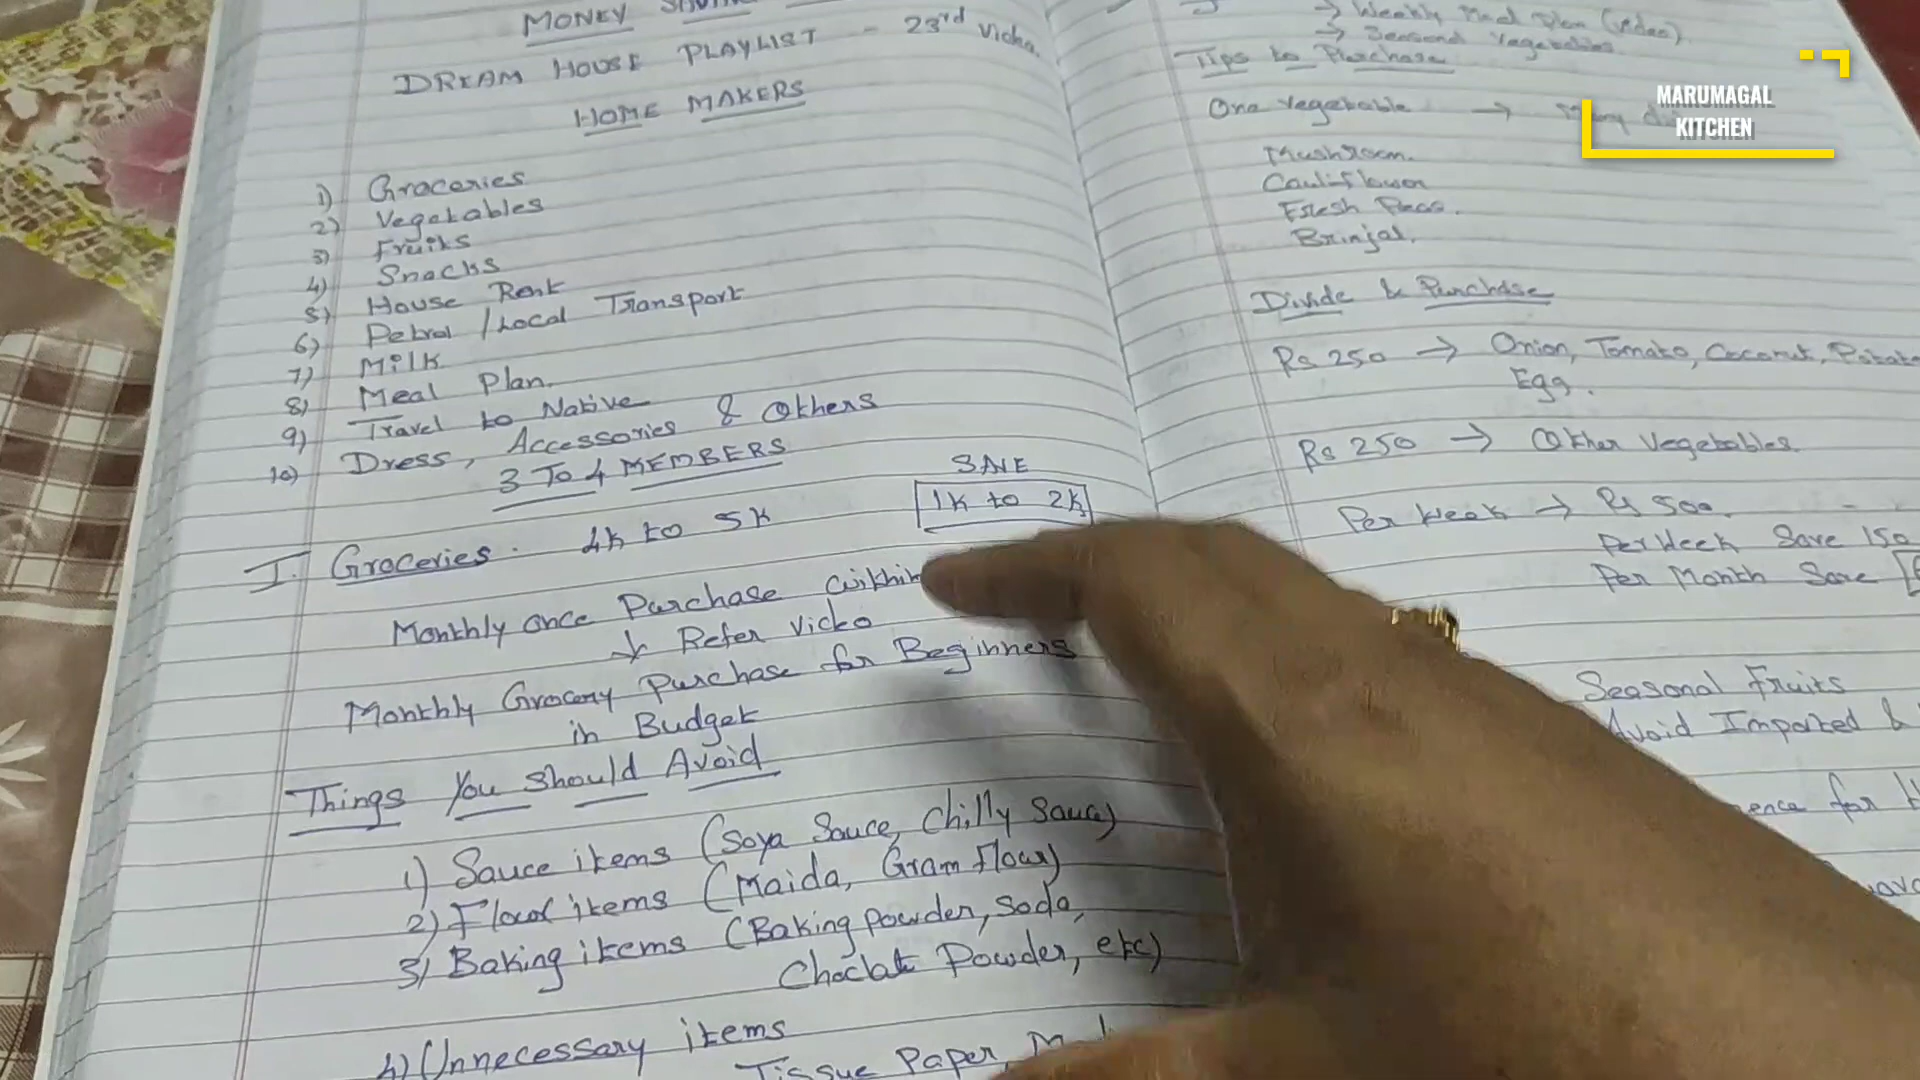 MONEY
DREAM HOUSE PLAYLIST - 23rd Video
HOME MAKERS
1) Groceries
2) Vegetables
3) Fruits
4) Snacks
5) House Rent
6) Petrol / Local Transport
7) Milk
8) Meal Plan.
9) Travel to Native
10) Dress, Accessories & Others
3 To 4 MEMBERS
SAVE
1K to 2K
I. Groceries. 4k to 5K
Monthly once Purchase within
Refer Video
Monthly Grocery Purchase for Beginners
in Budget
Things You Should Avoid
1) Sauce items (Soya Sauce, Chilly Sauce)
2) Flour items (Maida, Gram Flour)
3) Baking items (Baking Powder, Soda,
Choclate Powder, etc)
4) Unnecessary items
Tissue Paper,
→ Weekly Meal Plan (video)
→ Seasonal Vegetables
Tips to Purchase
One Vegetable →
Mushroom.
Cauliflower
Fresh Peas.
Brinjal.
Divide & Purchase
Rs 250 → Onion, Tomato, Coconut, Potato
Egg.
Rs 250 → Other Vegetables.
Per Week → Rs 500.
Per Week Save 150
Per Month Save
Seasonal Fruits
Avoid Imported &
for
MARUMAGAL
KITCHEN